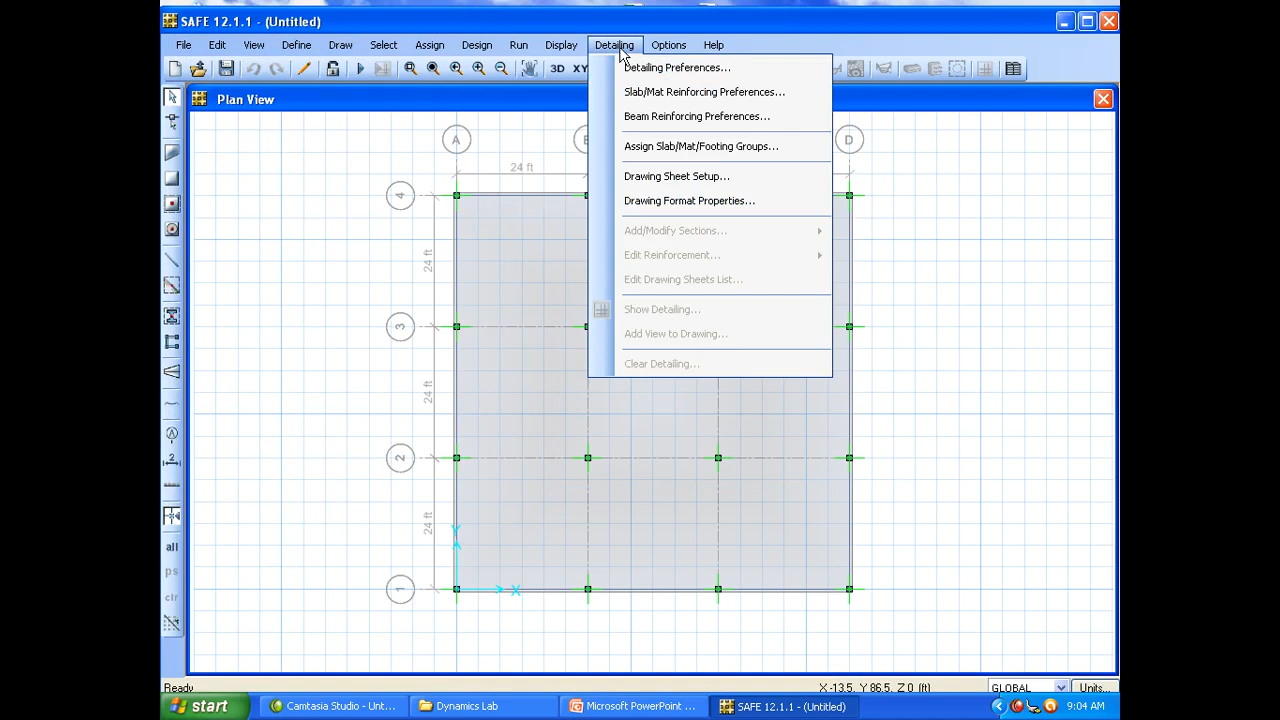 SAFE 12.1.1 - (Untitled)
File Edit View Define Draw Select Assign Design Run Display Detailing Options Help
3D XY
Plan View
Detailing Preferences...
Slab/Mat Reinforcing Preferences...
Beam Reinforcing Preferences...
Assign Slab/Mat/Footing Groups...
Drawing Sheet Setup...
Drawing Format Properties...
Add/Modify Sections...
Edit Reinforcement...
Edit Drawing Sheets List...
Show Detailing...
Add View to Drawing...
Clear Detailing...
A D
24 ft
4
24 ft
3
24 ft
2
24 ft
1
Y
X
2
all
ps
clr
Ready X -13.5, Y 86.5, Z 0 (ft) GLOBAL Units...
start Camtasia Studio - Unt... Dynamics Lab Microsoft PowerPoint ... SAFE 12.1.1 - (Untitled) 9:04 AM